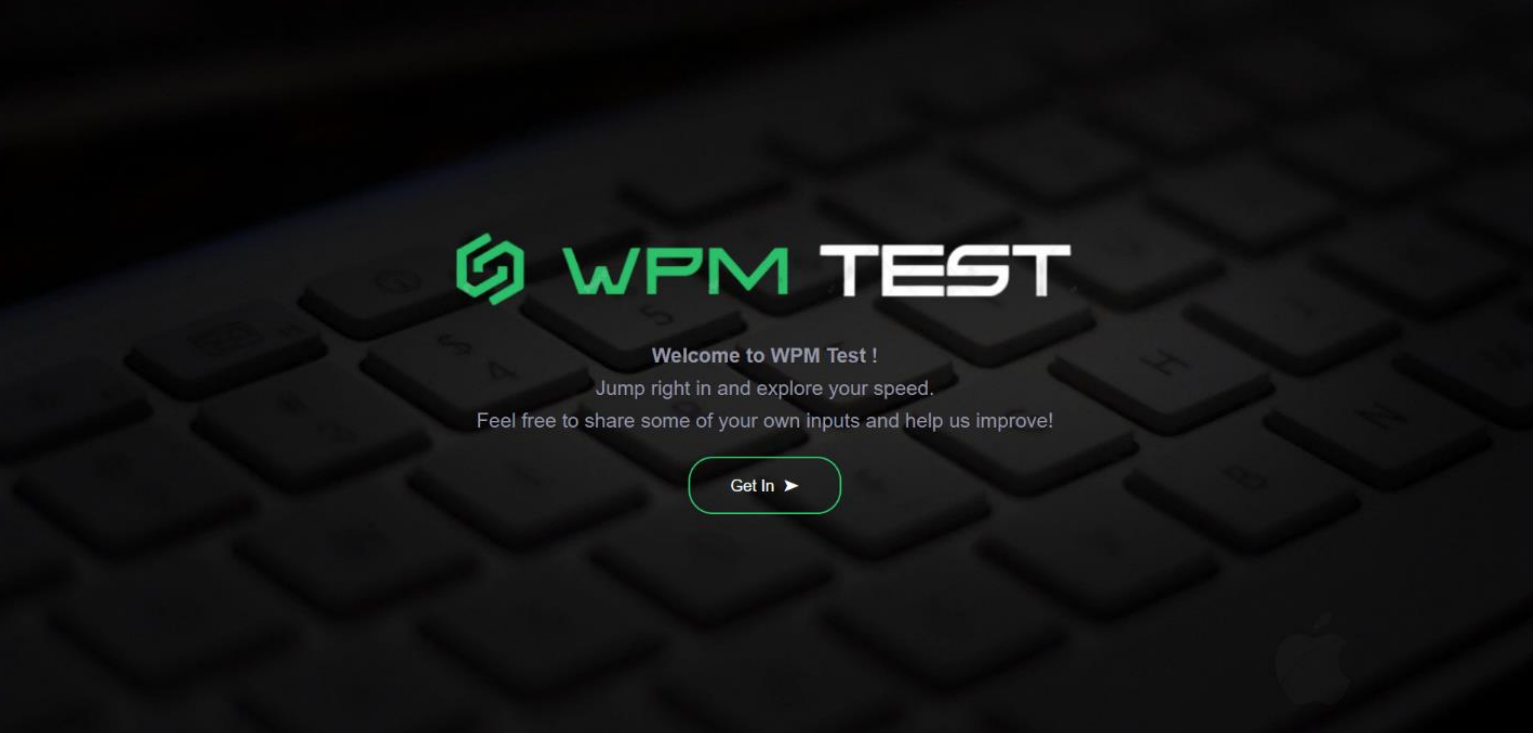 WPM TEST
Welcome to WPM Test !
Jump right in and explore your speed.
Feel free to share some of your own inputs and help us improve!
Get In